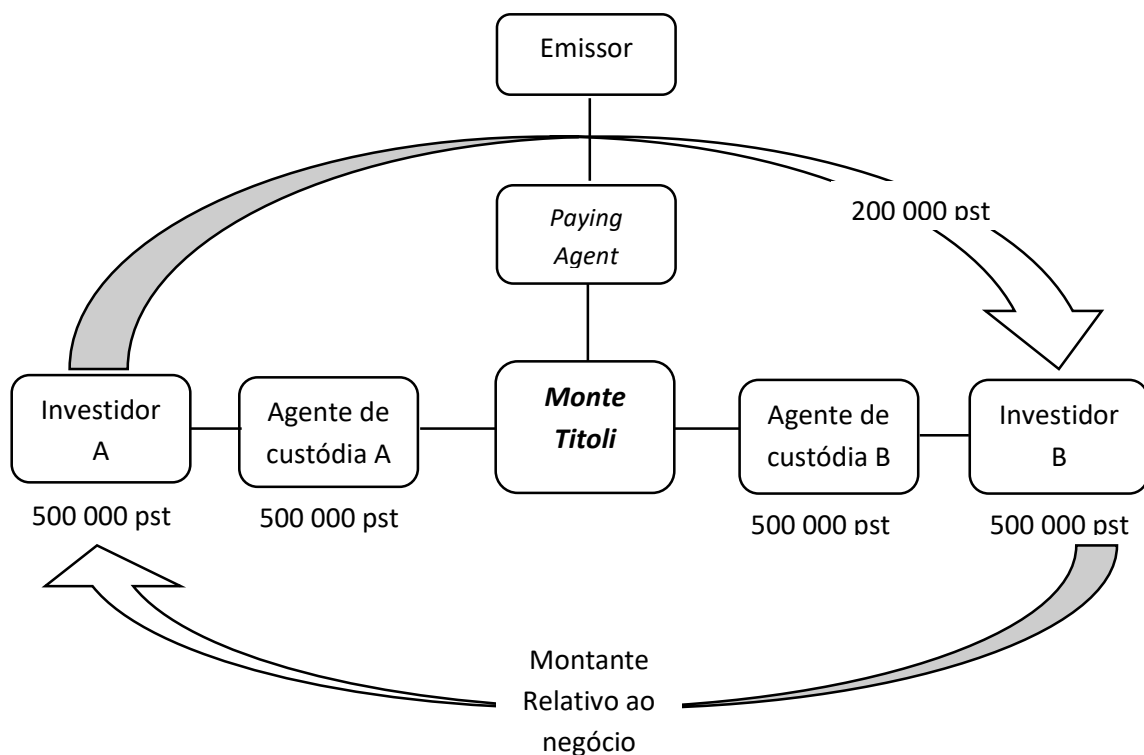 Emissor
200 000 pst
Paying
Agent
Investidor
A
Agente de
custódia A
Monte
Titoli
Agente de
custódia B
Investidor
B
500 000 pst
500 000 pst
500 000 pst
500 000 pst
Montante
Relativo ao
negócio